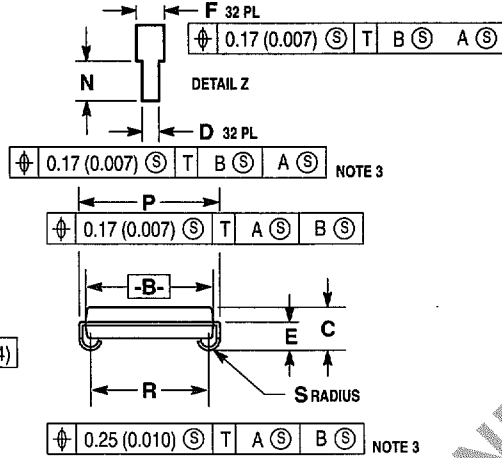 F 32 PL
⌖ 0.17 (0.007) Ⓢ T B Ⓢ A Ⓢ
N
DETAIL Z
D 32 PL
⌖ 0.17 (0.007) Ⓢ T B Ⓢ A Ⓢ NOTE 3
P
⌖ 0.17 (0.007) Ⓢ T A Ⓢ B Ⓢ
-B-
E C
4)
R
S RADIUS
⌖ 0.25 (0.010) Ⓢ T A Ⓢ B Ⓢ NOTE 3